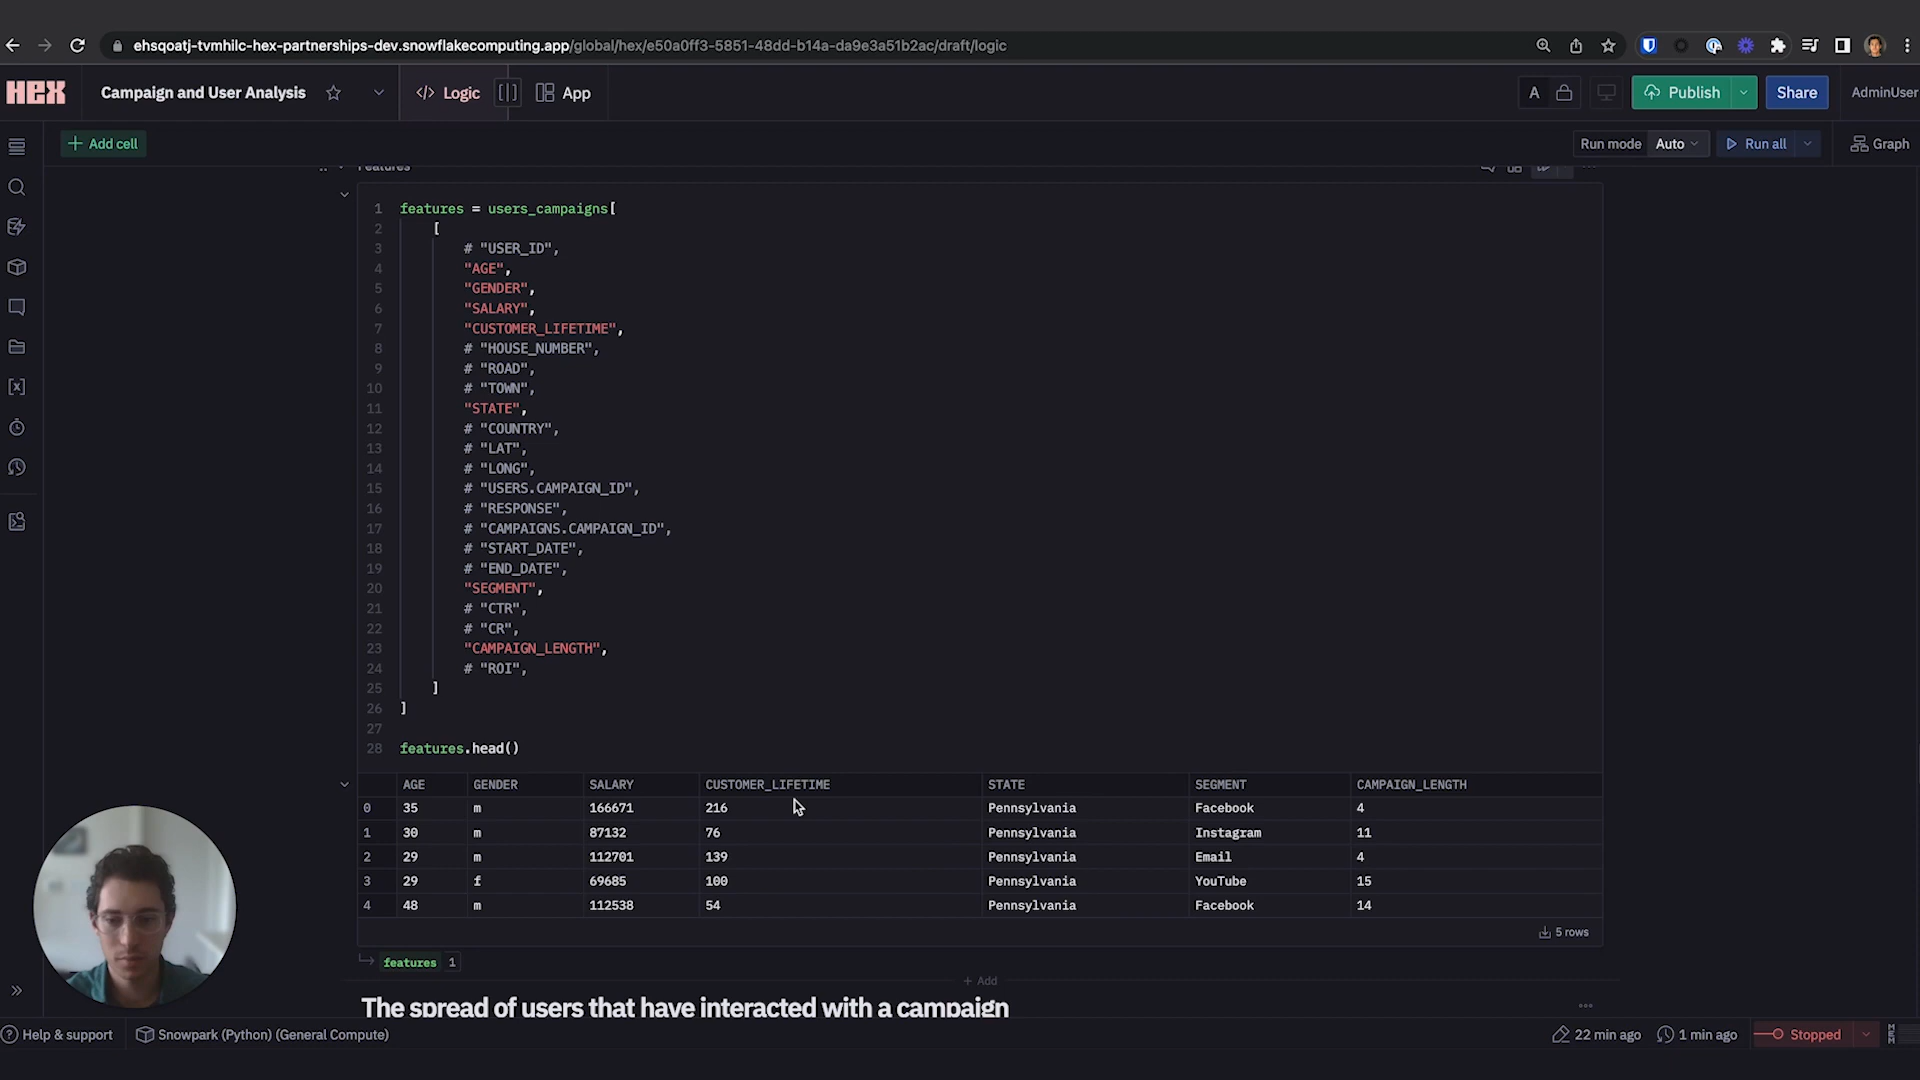 ehsqoatj-tvmhilc-hex-partnerships-dev.snowflakecomputing.app/global/hex/e50a0ff3-5851-48dd-b14a-da9e3a51b2ac/draft/logic
HEX Campaign and User Analysis </> Logic App A Publish Share AdminUser
+ Add cell Run mode Auto Run all Graph
Features
1 features = users_campaigns[
2 [
3 # "USER_ID",
4 "AGE",
5 "GENDER",
6 "SALARY",
7 "CUSTOMER_LIFETIME",
8 # "HOUSE_NUMBER",
9 # "ROAD",
10 # "TOWN",
11 "STATE",
12 # "COUNTRY",
13 # "LAT",
14 # "LONG",
15 # "USERS.CAMPAIGN_ID",
16 # "RESPONSE",
17 # "CAMPAIGNS.CAMPAIGN_ID",
18 # "START_DATE",
19 # "END_DATE",
20 "SEGMENT",
21 # "CTR",
22 # "CR",
23 "CAMPAIGN_LENGTH",
24 # "ROI",
25 ]
26 ]
27
28 features.head()
AGE GENDER SALARY CUSTOMER_LIFETIME STATE SEGMENT CAMPAIGN_LENGTH
0 35 m 166671 216 Pennsylvania Facebook 4
1 30 m 87132 76 Pennsylvania Instagram 11
2 29 m 112701 139 Pennsylvania Email 4
3 29 f 69685 100 Pennsylvania YouTube 15
4 48 m 112538 54 Pennsylvania Facebook 14
5 rows
features 1
+ Add
The spread of users that have interacted with a campaign
Help & support Snowpark (Python) (General Compute) 22 min ago 1 min ago Stopped